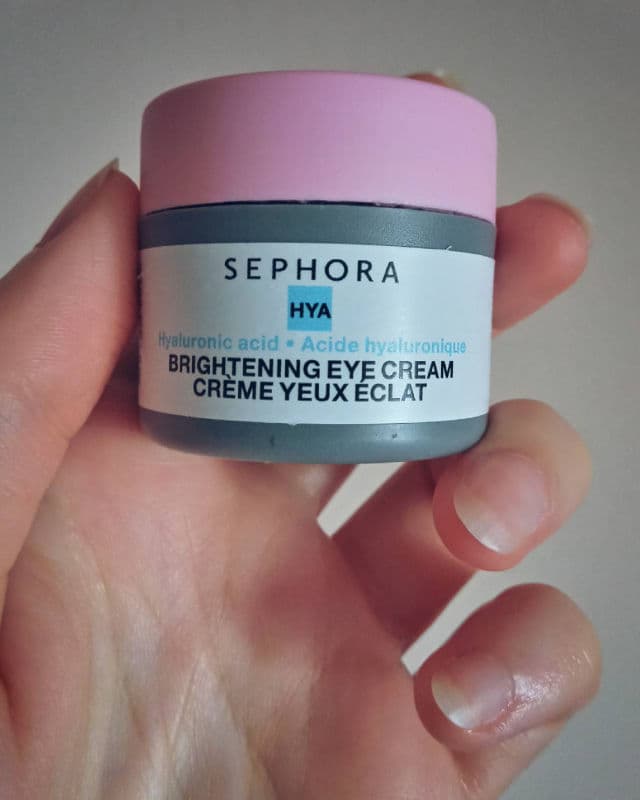 SEPHORA
HYA
Hyaluronic acid • Acide hyaluronique
BRIGHTENING EYE CREAM
CRÈME YEUX ÉCLAT